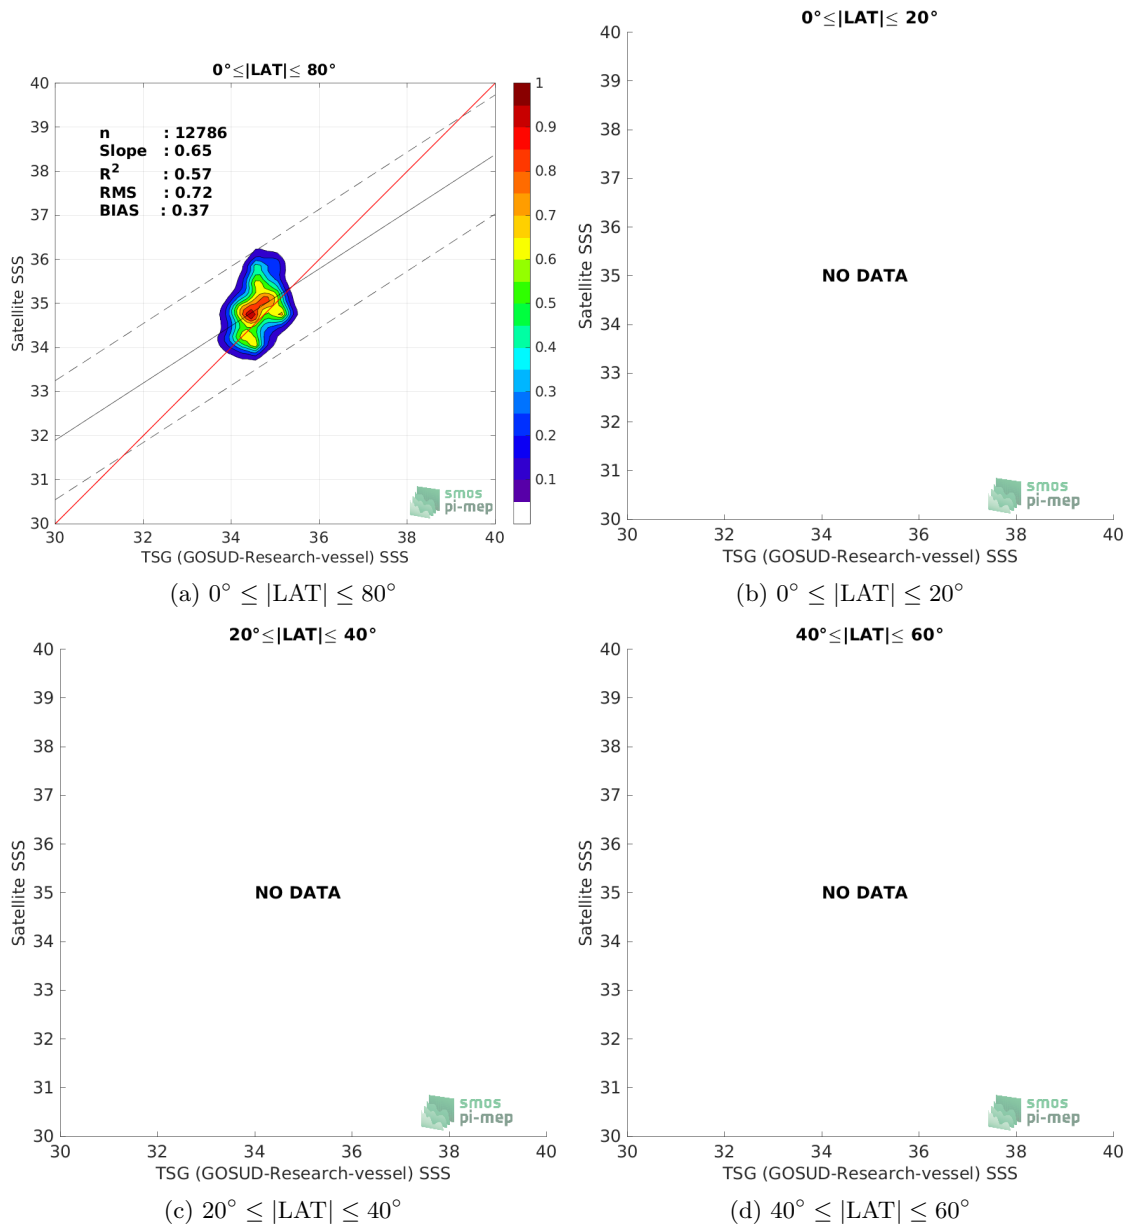 0°≤|LAT|≤ 80°
40
39
38
37
36
35
34
33
32
31
30
Satellite SSS
n : 12786
Slope : 0.65
R² : 0.57
RMS : 0.72
BIAS : 0.37
smos
pi-mep
30 32 34 36 38 40
TSG (GOSUD-Research-vessel) SSS
1
0.9
0.8
0.7
0.6
0.5
0.4
0.3
0.2
0.1
(a) 0° ≤ |LAT| ≤ 80°
0°≤|LAT|≤ 20°
40
39
38
37
36
35
34
33
32
31
30
Satellite SSS
NO DATA
smos
pi-mep
30 32 34 36 38 40
TSG (GOSUD-Research-vessel) SSS
(b) 0° ≤ |LAT| ≤ 20°
20°≤|LAT|≤ 40°
40
39
38
37
36
35
34
33
32
31
30
Satellite SSS
NO DATA
smos
pi-mep
30 32 34 36 38 40
TSG (GOSUD-Research-vessel) SSS
(c) 20° ≤ |LAT| ≤ 40°
40°≤|LAT|≤ 60°
40
39
38
37
36
35
34
33
32
31
30
Satellite SSS
NO DATA
smos
pi-mep
30 32 34 36 38 40
TSG (GOSUD-Research-vessel) SSS
(d) 40° ≤ |LAT| ≤ 60°